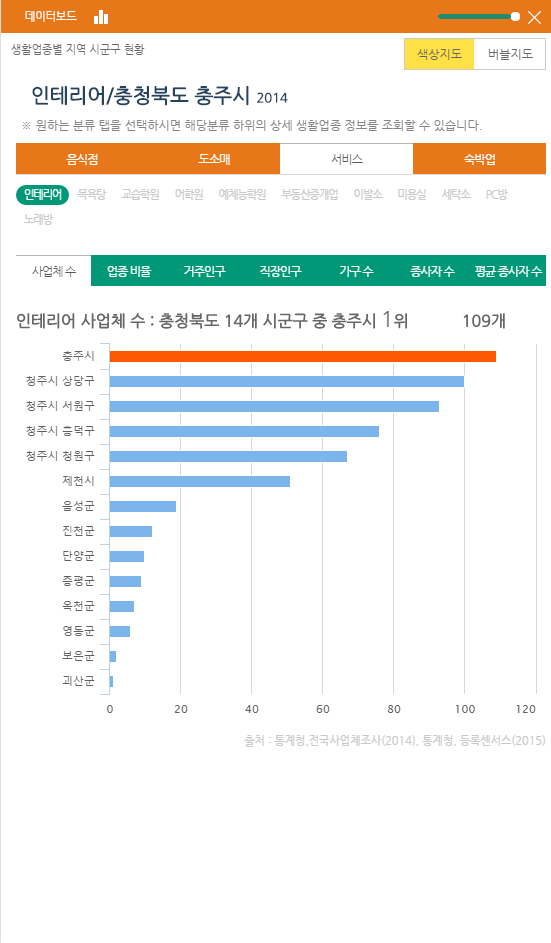 데이터보드
생활업종별 지역 시군구 현황
색상지도 버블지도
인테리어/충청북도 충주시 2014
※ 원하는 분류 탭을 선택하시면 해당분류 하위의 상세 생활업종 정보를 조회할 수 있습니다.
음식점 도소매 서비스 숙박업
인테리어 목욕탕 교습학원 어학원 예체능학원 부동산중개업 이발소 미용실 세탁소 PC방
노래방
사업체 수 업종 비율 거주인구 직장인구 가구 수 종사자 수 평균 종사자 수
인테리어 사업체 수 : 충청북도 14개 시군구 중 충주시 1위 109개
충주시
청주시 상당구
청주시 서원구
청주시 흥덕구
청주시 청원구
제천시
음성군
진천군
단양군
증평군
옥천군
영동군
보은군
괴산군
0 20 40 60 80 100 120
출처 : 통계청,전국사업체조사(2014), 통계청, 등록센서스(2015)